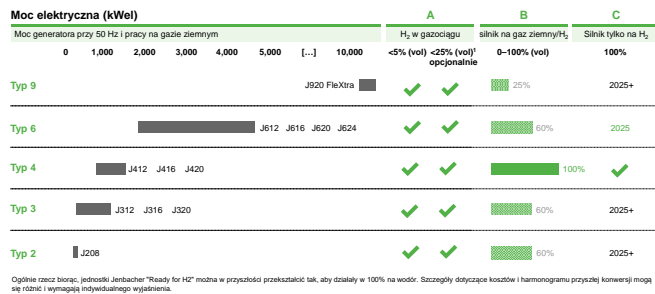 Moc elektryczna (kWel) A B C
Moc generatora przy 50 Hz i pracy na gazie ziemnym H₂ w gazociągu silnik na gaz ziemny/H₂ Silnik tylko na H₂
0 1,000 2,000 3,000 4,000 5,000 [...] 10,000 <5% (vol) <25% (vol)¹ 0–100% (vol) 100%
opcjonalnie
Typ 9 J920 FleXtra 25% 2025+
Typ 6 J612 J616 J620 J624 60% 2025
Typ 4 J412 J416 J420 100%
Typ 3 J312 J316 J320 60% 2025+
Typ 2 J208 60% 2025+
Ogólnie rzecz biorąc, jednostki Jenbacher "Ready for H2" można w przyszłości przekształcić tak, aby działały w 100% na wodór. Szczegóły dotyczące kosztów i harmonogramu przyszłej konwersji mogą
się różnić i wymagają indywidualnego wyjaśnienia.